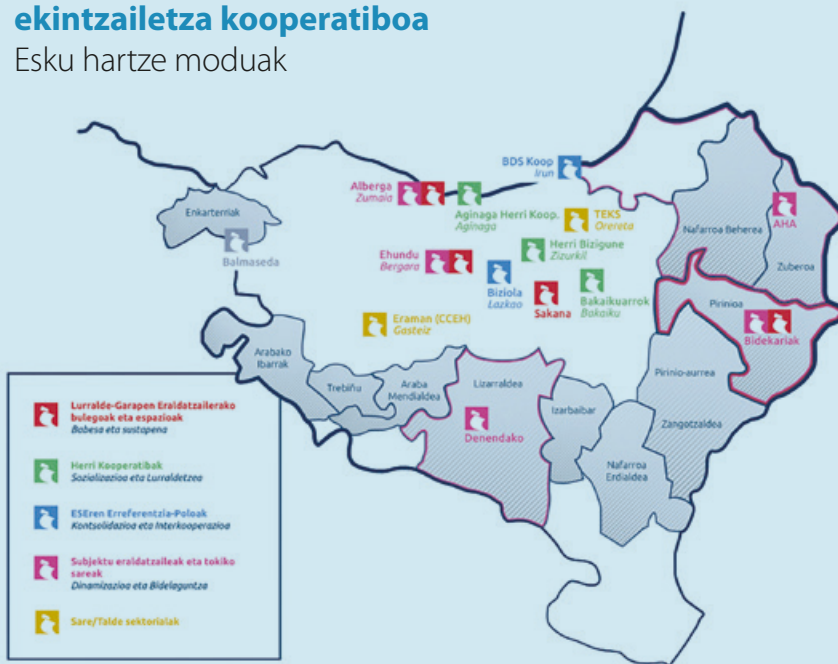 ekintzailetza kooperatiboa
Esku hartze moduak
BDS Koop
Irun
Alberga
Zumaia
Aginaga Herri Koop.
Aginaga
TEKS
Orereta
AHA
Enkarterriak
Nafarroa Beherea
Zuberoa
Balmaseda
Ehundu
Bergara
Herri Bizigune
Zizurkil
Biziola
Lazkao
Sakana
Bakaikuarrok
Bakaiku
Pirinioa
Bidekariak
Eraman (CCEH)
Gasteiz
Arabako
Ibarrak
Trebiñu
Araba
Mendialdea
Lizarraldea
Izarbaibar
Pirinio-aurrea
Zangotzaldea
Denendako
Nafarroa
Erdialdea
Lurralde-Garapen Eraldatzailerako
bulegoak eta espazioak
Babesa eta sustapena
Herri Kooperatibak
Sozializazioa eta Lurraldetzea
ESEren Erreferentzia-Poloak
Kontsolidazioa eta Interkooperazioa
Subjektu eraldatzaileak eta tokiko
sareak
Dinamizazioa eta Bidelaguntza
Sare/Talde sektorialak